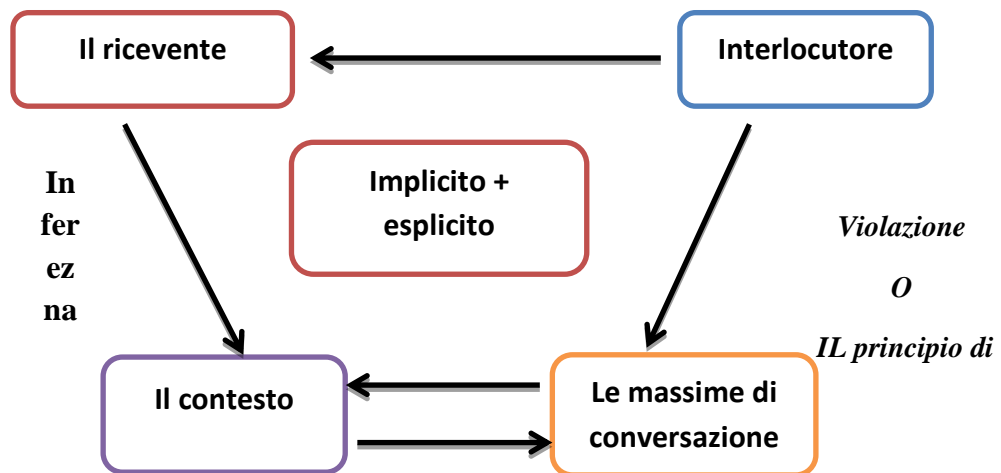 Il ricevente
Interlocutore
Implicito +
esplicito
In
fer
ez
na
Violazione
O
IL principio di
Il contesto
Le massime di
conversazione